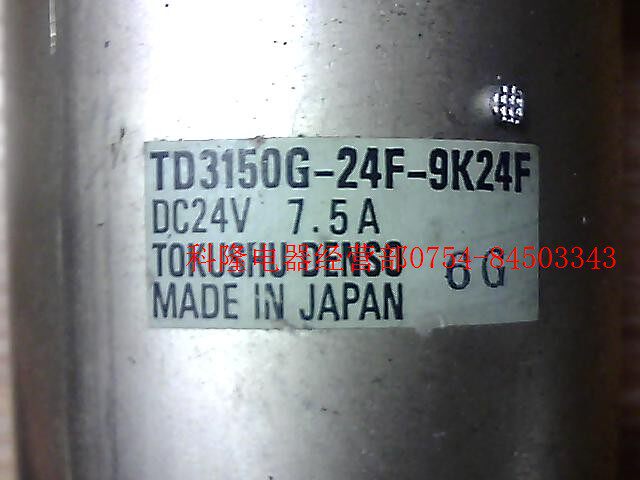 TD3150G-24F-9K24F
DC24V 7.5A
TOKUSHU DENSO 6G
科隆电器经营部0754-84503343
MADE IN JAPAN